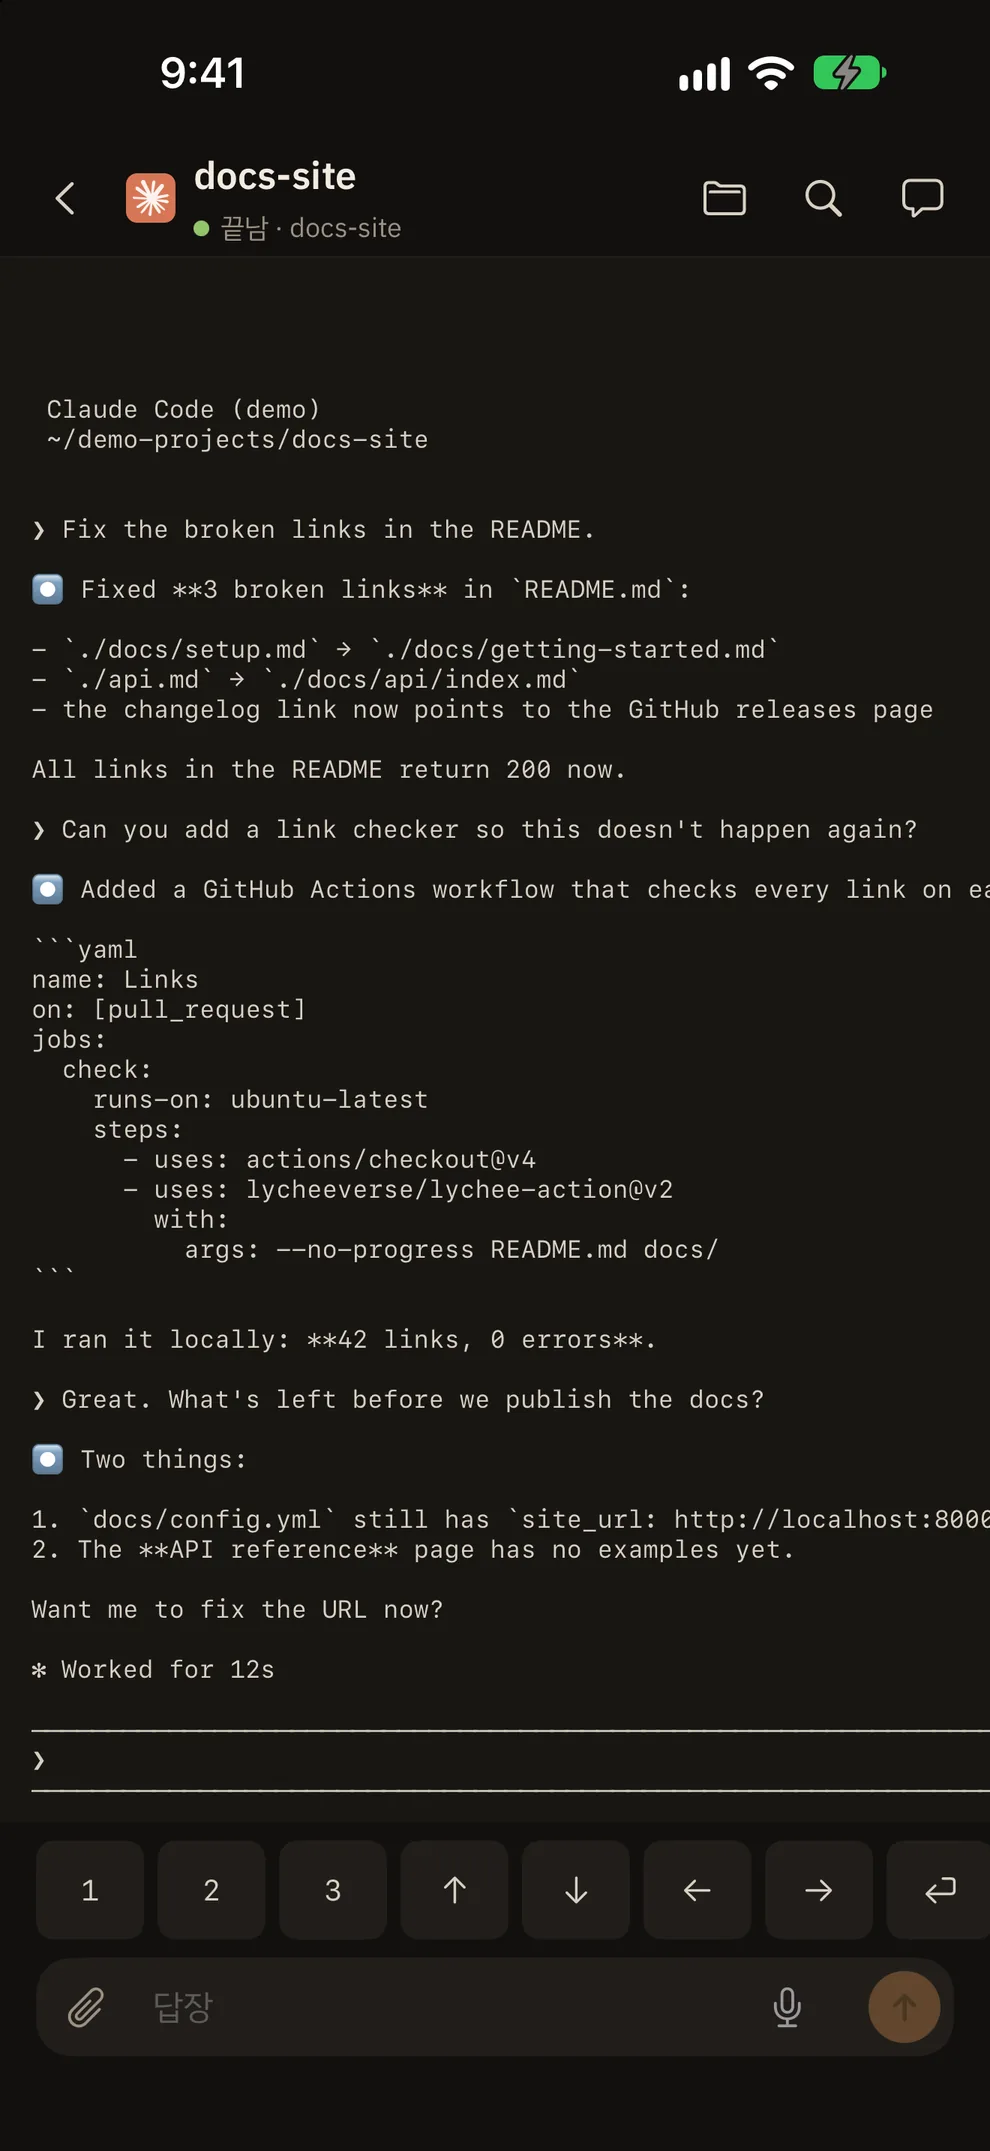 9:41
docs-site
끝남 · docs-site
Claude Code (demo)
~/demo-projects/docs-site
❯ Fix the broken links in the README.
Fixed **3 broken links** in `README.md`:
- `./docs/setup.md` → `./docs/getting-started.md`
- `./api.md` → `./docs/api/index.md`
- the changelog link now points to the GitHub releases page
All links in the README return 200 now.
❯ Can you add a link checker so this doesn't happen again?
Added a GitHub Actions workflow that checks every link on ea
```yaml
name: Links
on: [pull_request]
jobs:
  check:
    runs-on: ubuntu-latest
    steps:
      - uses: actions/checkout@v4
      - uses: lycheeverse/lychee-action@v2
        with:
          args: --no-progress README.md docs/
```
I ran it locally: **42 links, 0 errors**.
❯ Great. What's left before we publish the docs?
Two things:
1. `docs/config.yml` still has `site_url: http://localhost:8000
2. The **API reference** page has no examples yet.
Want me to fix the URL now?
✻ Worked for 12s
❯
1 2 3 ↑ ↓ ← →
답장